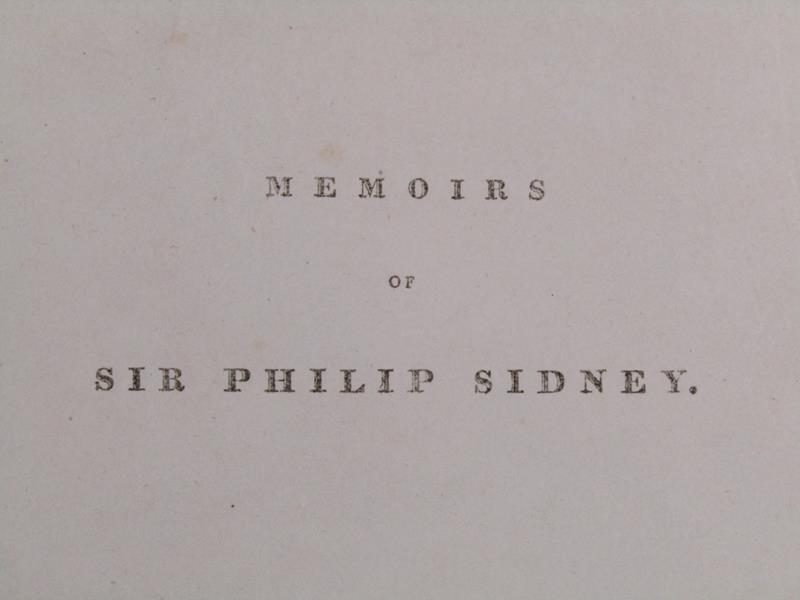 MEMOIRS
OF
SIR PHILIP SIDNEY.